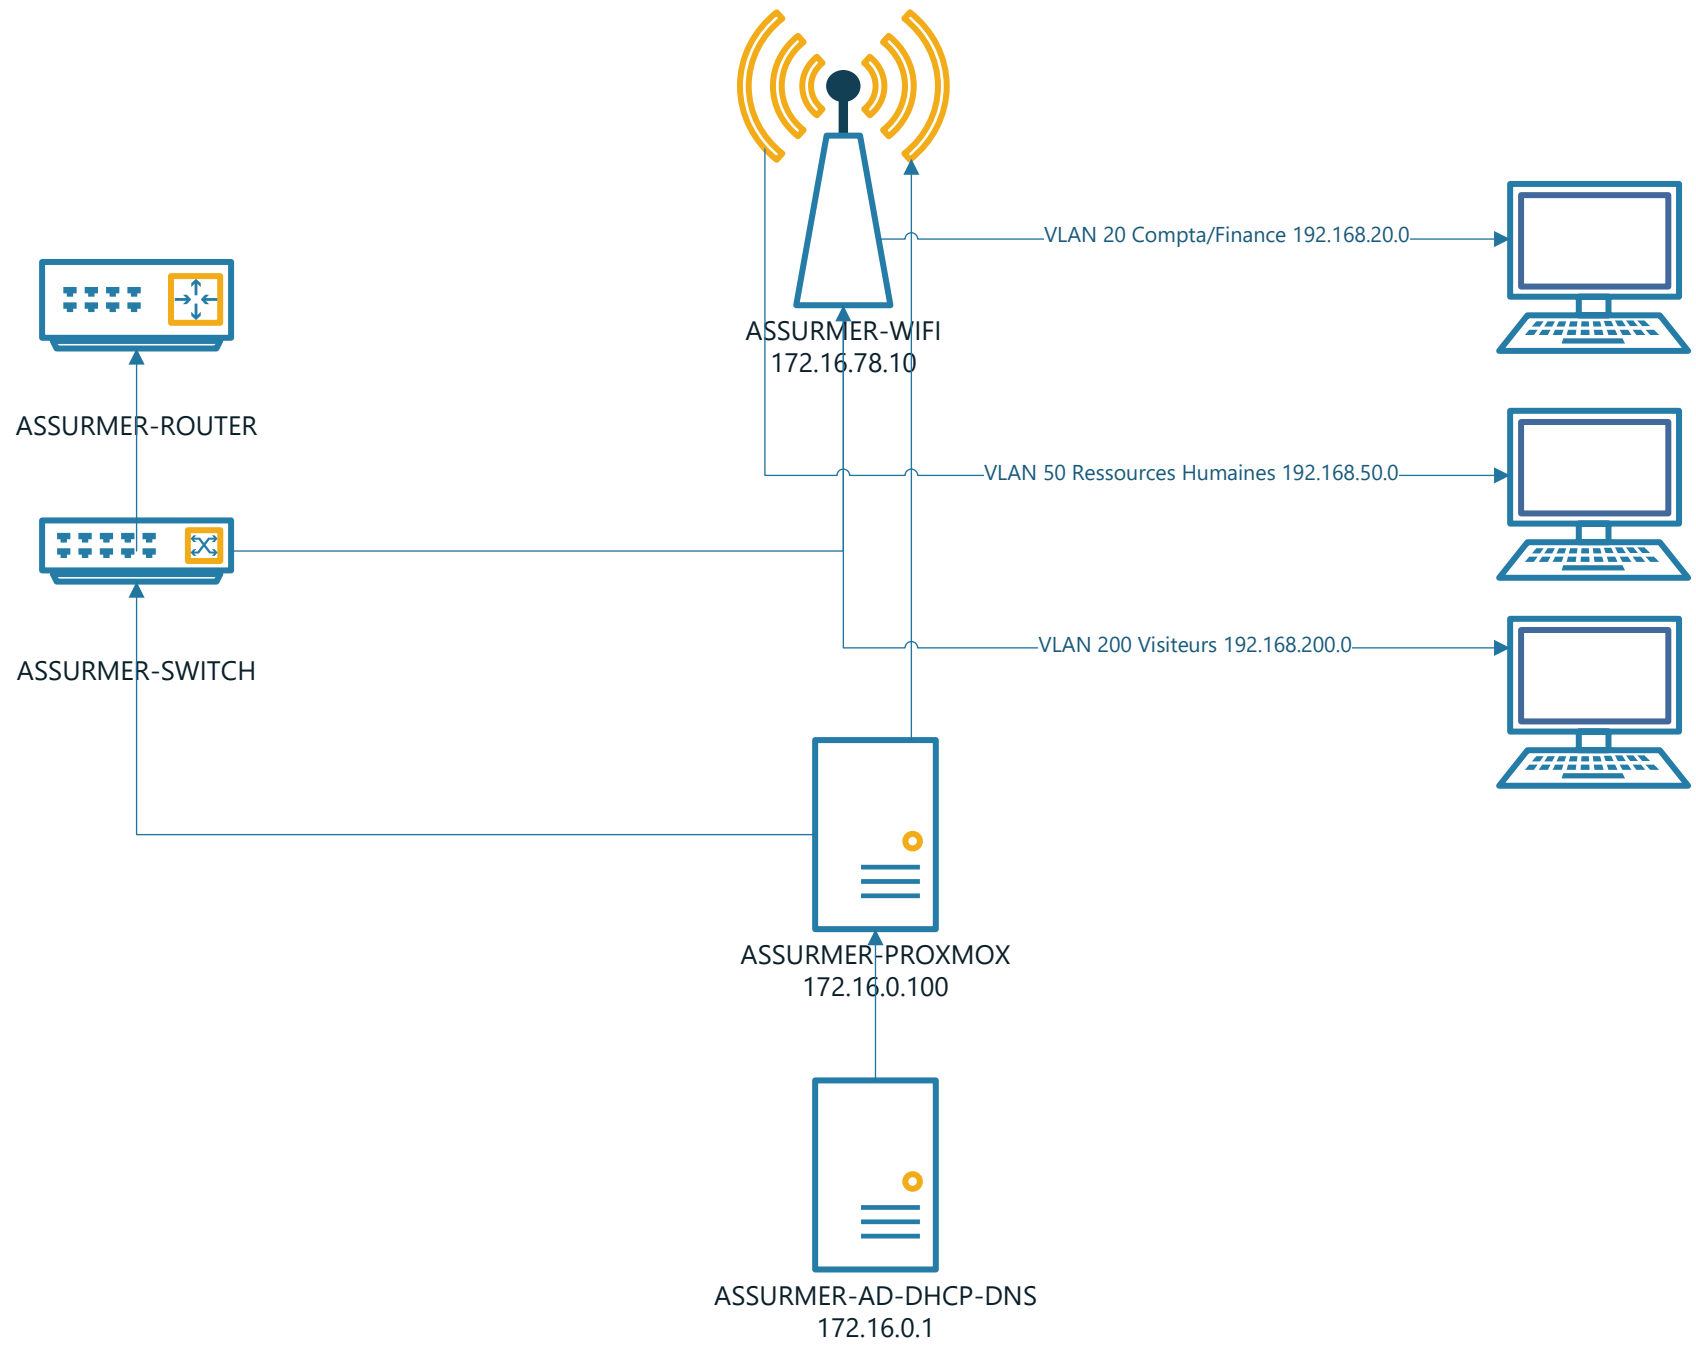 VLAN 20 Compta/Finance 192.168.20.0
ASSURMER-WIFI
172.16.78.10
ASSURMER-ROUTER
VLAN 50 Ressources Humaines 192.168.50.0
VLAN 200 Visiteurs 192.168.200.0
ASSURMER-SWITCH
ASSURMER-PROXMOX
172.16.0.100
ASSURMER-AD-DHCP-DNS
172.16.0.1